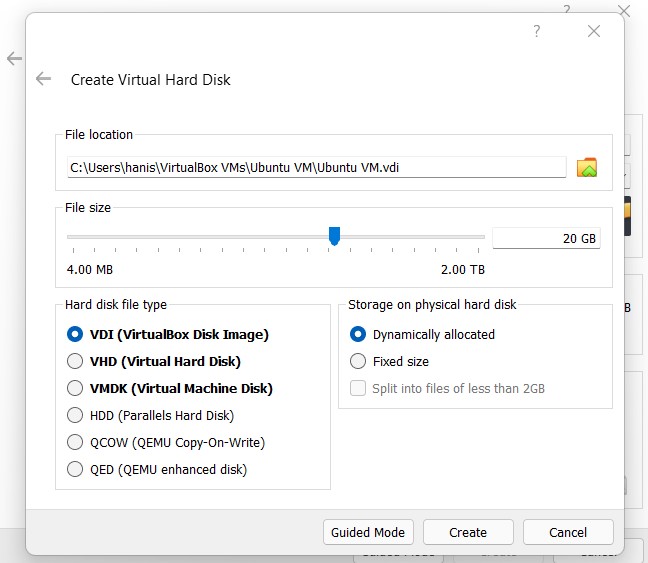 ?
?
Create Virtual Hard Disk
File location
C:\Users\hanis\VirtualBox VMs\Ubuntu VM\Ubuntu VM.vdi
File size
20 GB
4.00 MB
2.00 TB
Hard disk file type
VDI (VirtualBox Disk Image)
VHD (Virtual Hard Disk)
VMDK (Virtual Machine Disk)
HDD (Parallels Hard Disk)
QCOW (QEMU Copy-On-Write)
QED (QEMU enhanced disk)
Storage on physical hard disk
Dynamically allocated
Fixed size
Split into files of less than 2GB
B
Guided Mode
Create
Cancel